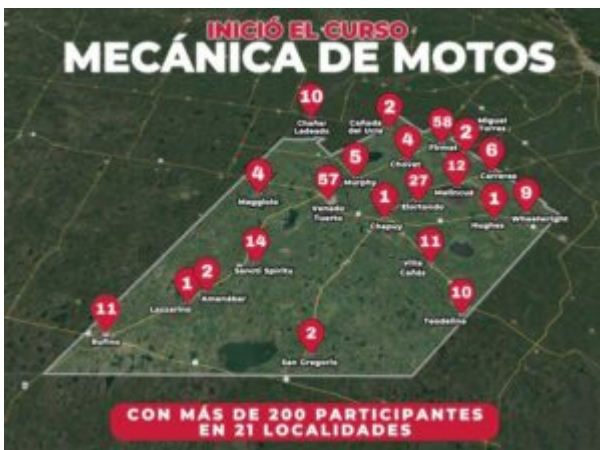 INICIÓ EL CURSO
MECÁNICA DE MOTOS
10
Chañar
Ladeado
2
Cañada
del Ucle
58
Firmat
2
Miguel
Torres
4
Chovet
6
Carreras
5
Murphy
12
Melincué
4
Maggiolo
57
Venado
Tuerto
27
Elortondo
1
Chapuy
1
Hughes
9
Wheelwright
14
Sancti Spiritu
11
Villa
Cañás
1
Lazzarino
2
Amenábar
10
Teodelina
11
Rufino
2
San Gregorio
CON MÁS DE 200 PARTICIPANTES
EN 21 LOCALIDADES